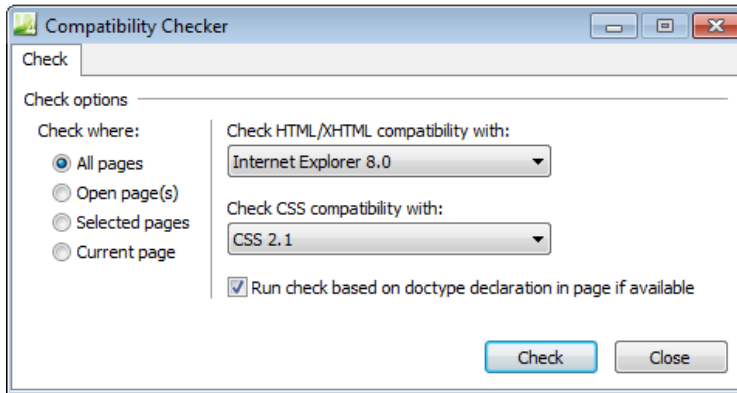 Compatibility Checker
Check
Check options
Check where:
All pages
Open page(s)
Selected pages
Current page
Check HTML/XHTML compatibility with:
Internet Explorer 8.0
Check CSS compatibility with:
CSS 2.1
Run check based on doctype declaration in page if available
Check
Close